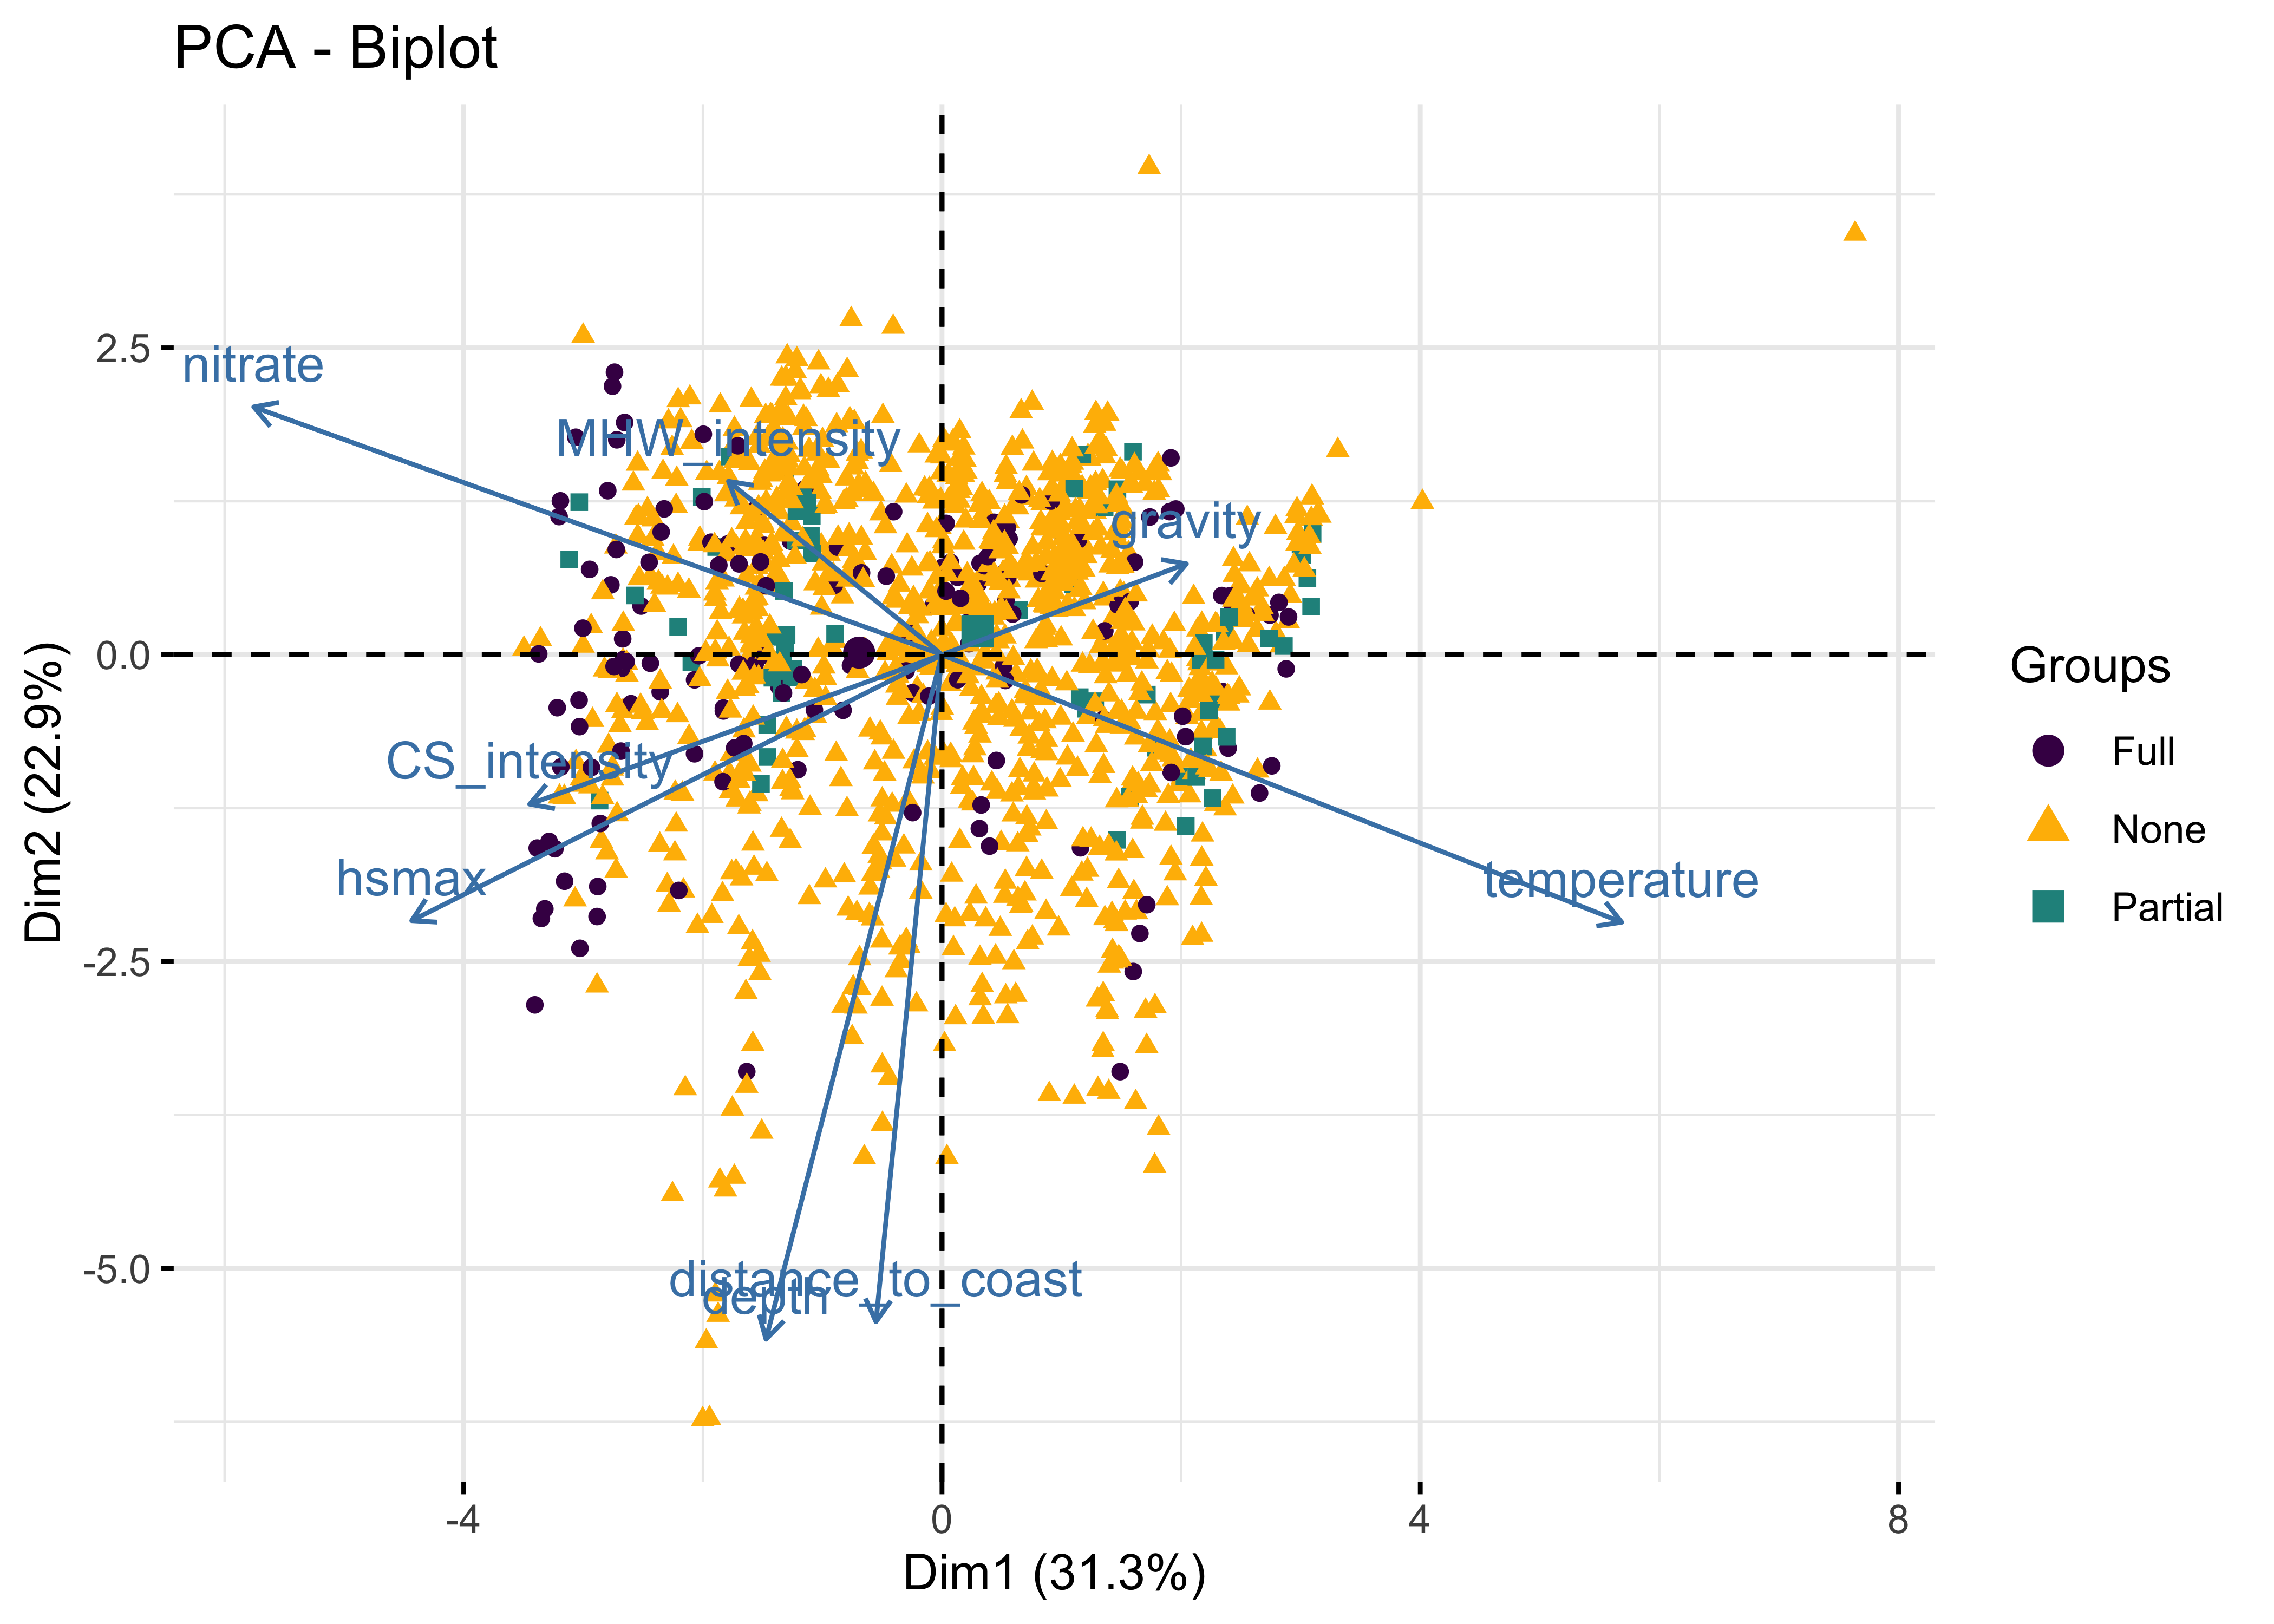 PCA - Biplot
Dim2 (22.9%)
2.5
0.0
-2.5
-5.0
nitrate
MHW_intensity
gravity
CS_intensity
hsmax
temperature
distance_to_coast
depth
-4
0
4
8
Dim1 (31.3%)
Groups
Full
None
Partial